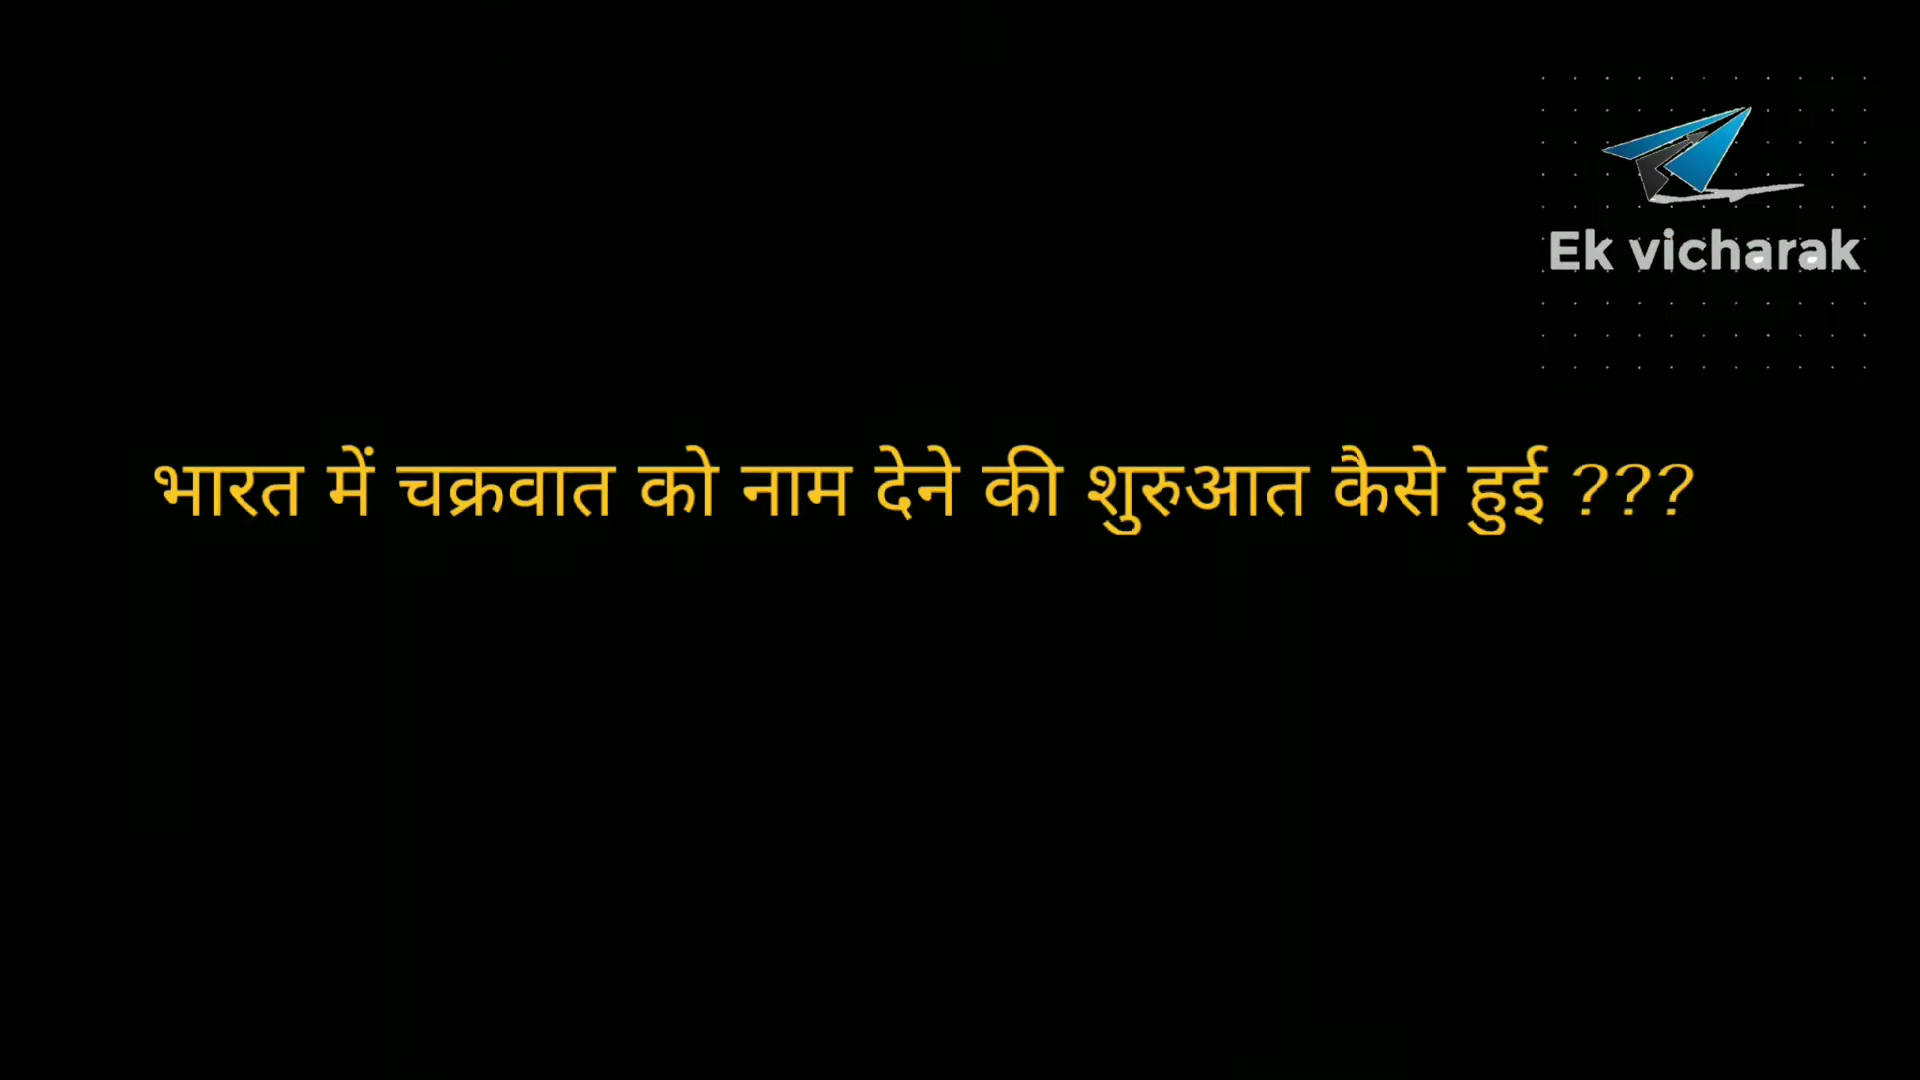 Ek vicharak
भारत में चक्रवात को नाम देने की शुरुआत कैसे हुई ???